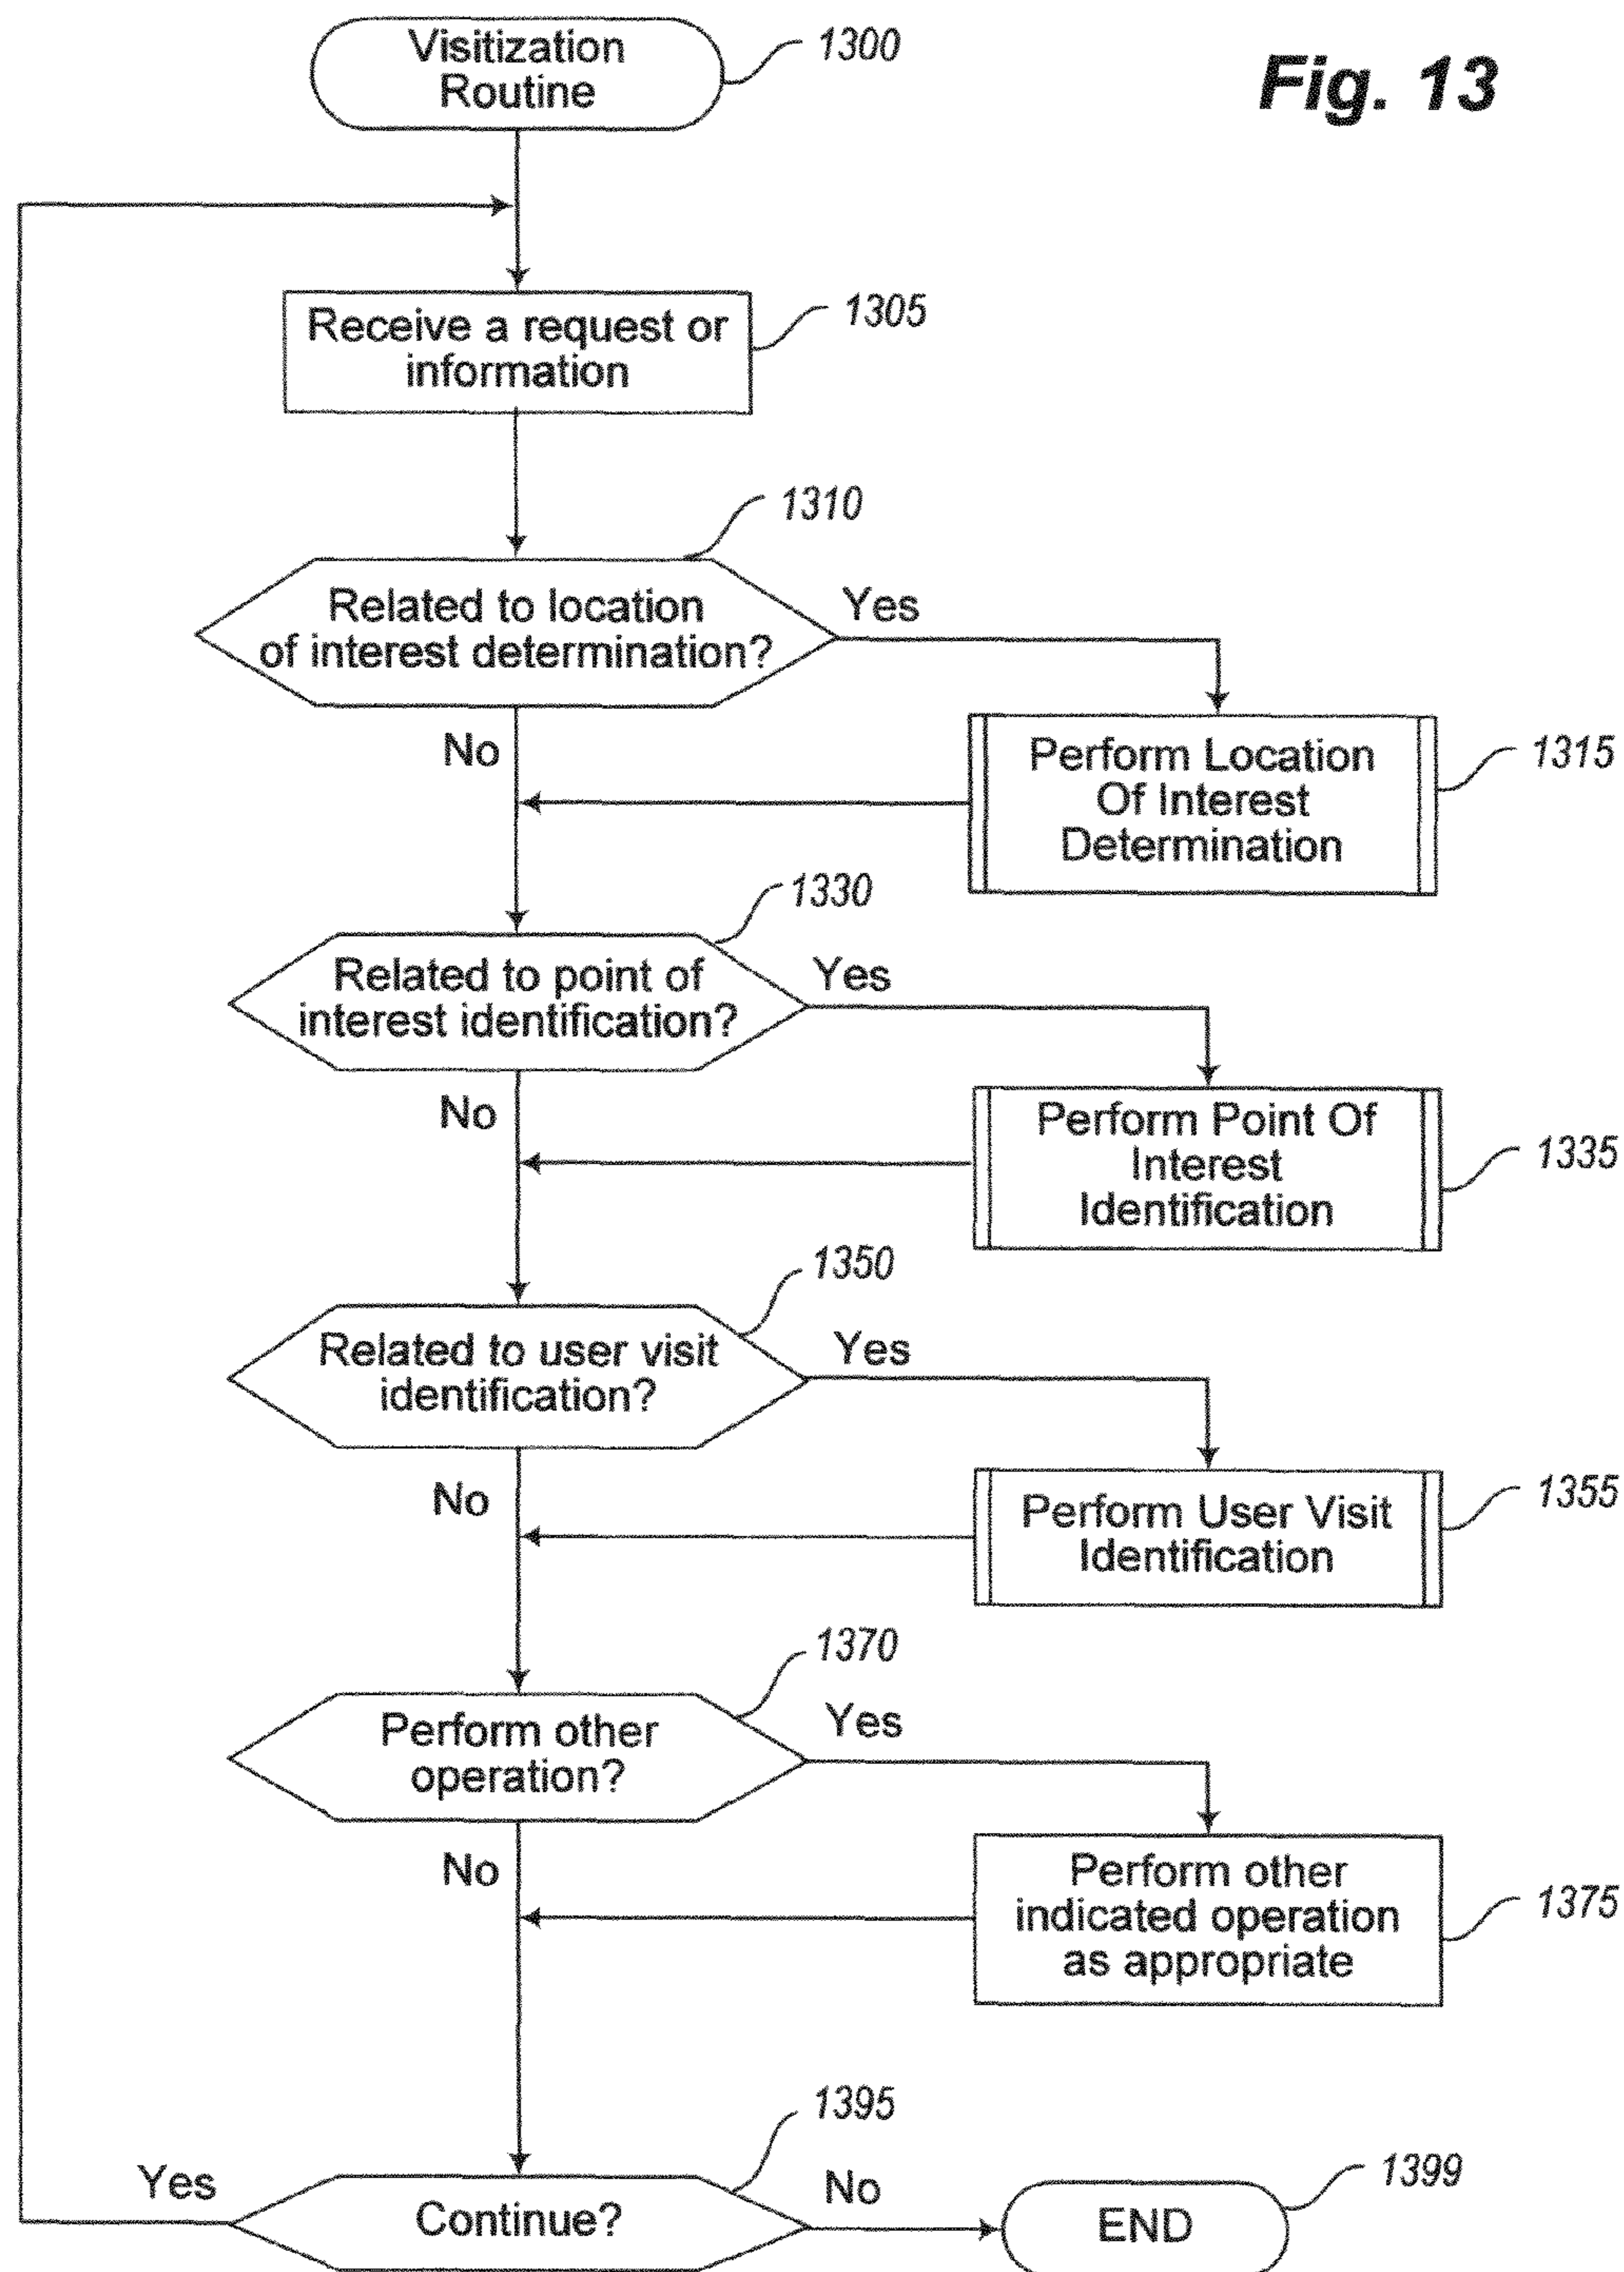 Visitization
Routine
1300
Fig. 13
Receive a request or
information
1305
1310
Related to location
of interest determination?
Yes
No
Perform Location
Of Interest
Determination
1315
1330
Related to point of
interest identification?
Yes
No
Perform Point Of
Interest
Identification
1335
1350
Related to user visit
identification?
Yes
No
Perform User Visit
Identification
1355
1370
Perform other
operation?
Yes
No
Perform other
indicated operation
as appropriate
1375
1395
Yes
Continue?
No
END
1399